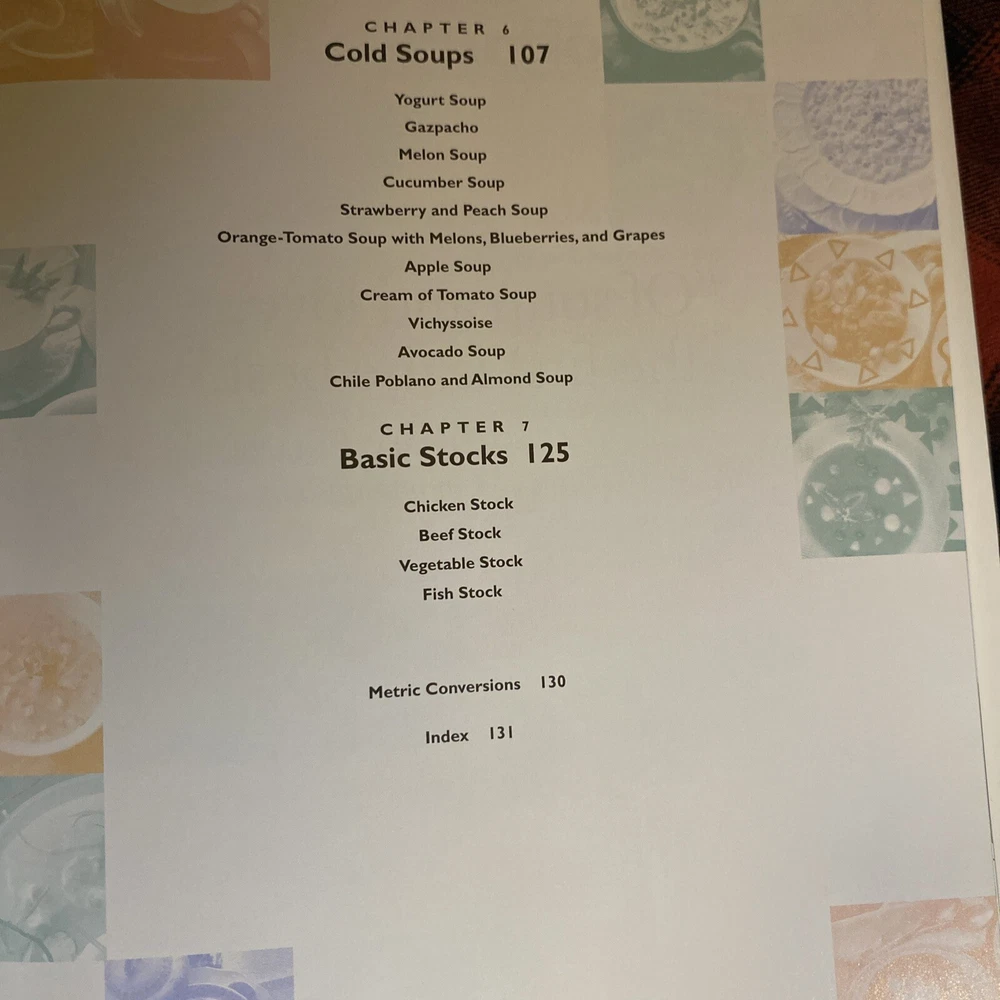 CHAPTER 6
Cold Soups 107
Yogurt Soup
Gazpacho
Melon Soup
Cucumber Soup
Strawberry and Peach Soup
Orange-Tomato Soup with Melons, Blueberries, and Grapes
Apple Soup
Cream of Tomato Soup
Vichyssoise
Avocado Soup
Chile Poblano and Almond Soup
CHAPTER 7
Basic Stocks 125
Chicken Stock
Beef Stock
Vegetable Stock
Fish Stock
Metric Conversions 130
Index 131